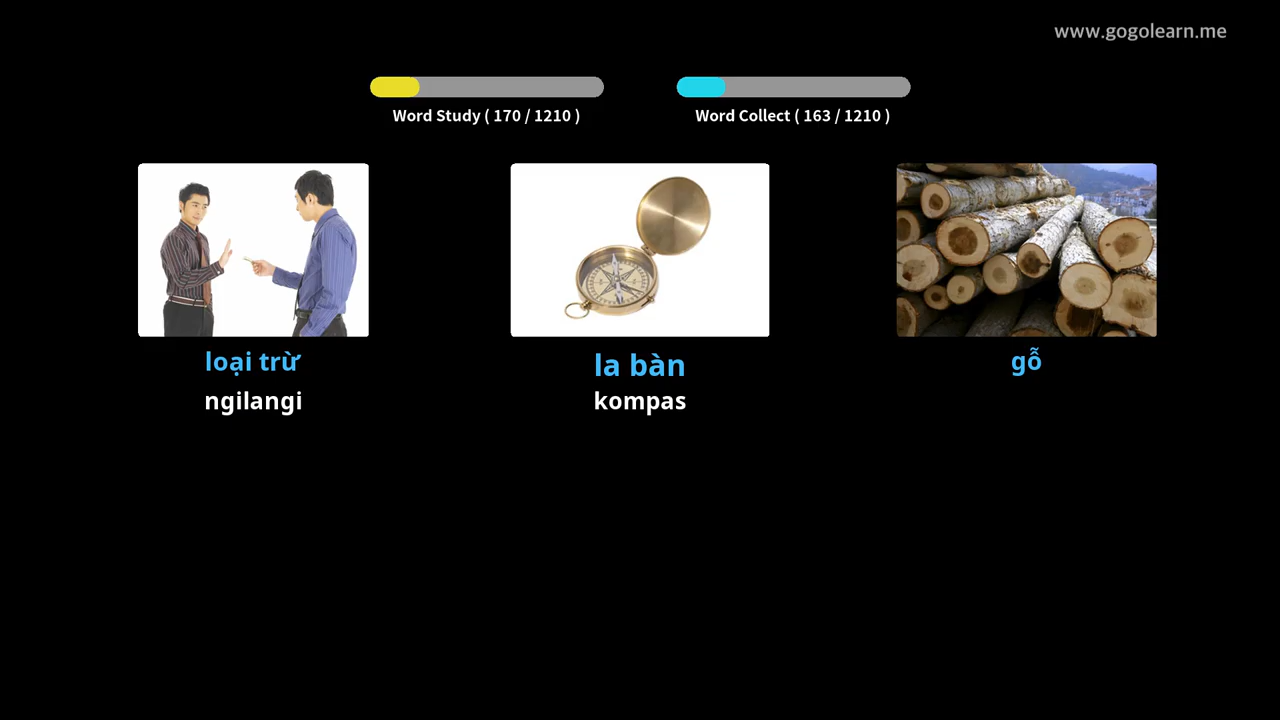 www.gogolearn.me
Word Study ( 170 / 1210 )
Word Collect ( 163 / 1210 )
loại trừ
ngilangi
la bàn
kompas
gỗ